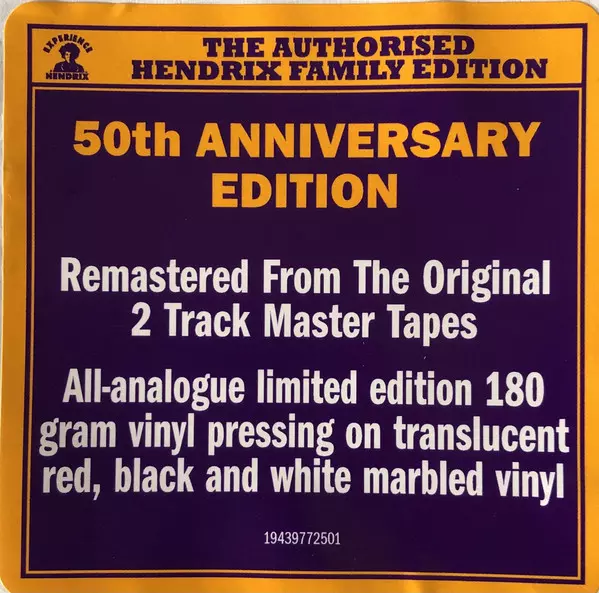 EXPERIENCE
HENDRIX
THE AUTHORISED
HENDRIX FAMILY EDITION
50th ANNIVERSARY
EDITION
Remastered From The Original
2 Track Master Tapes
All-analogue limited edition 180
gram vinyl pressing on translucent
red, black and white marbled vinyl
19439772501